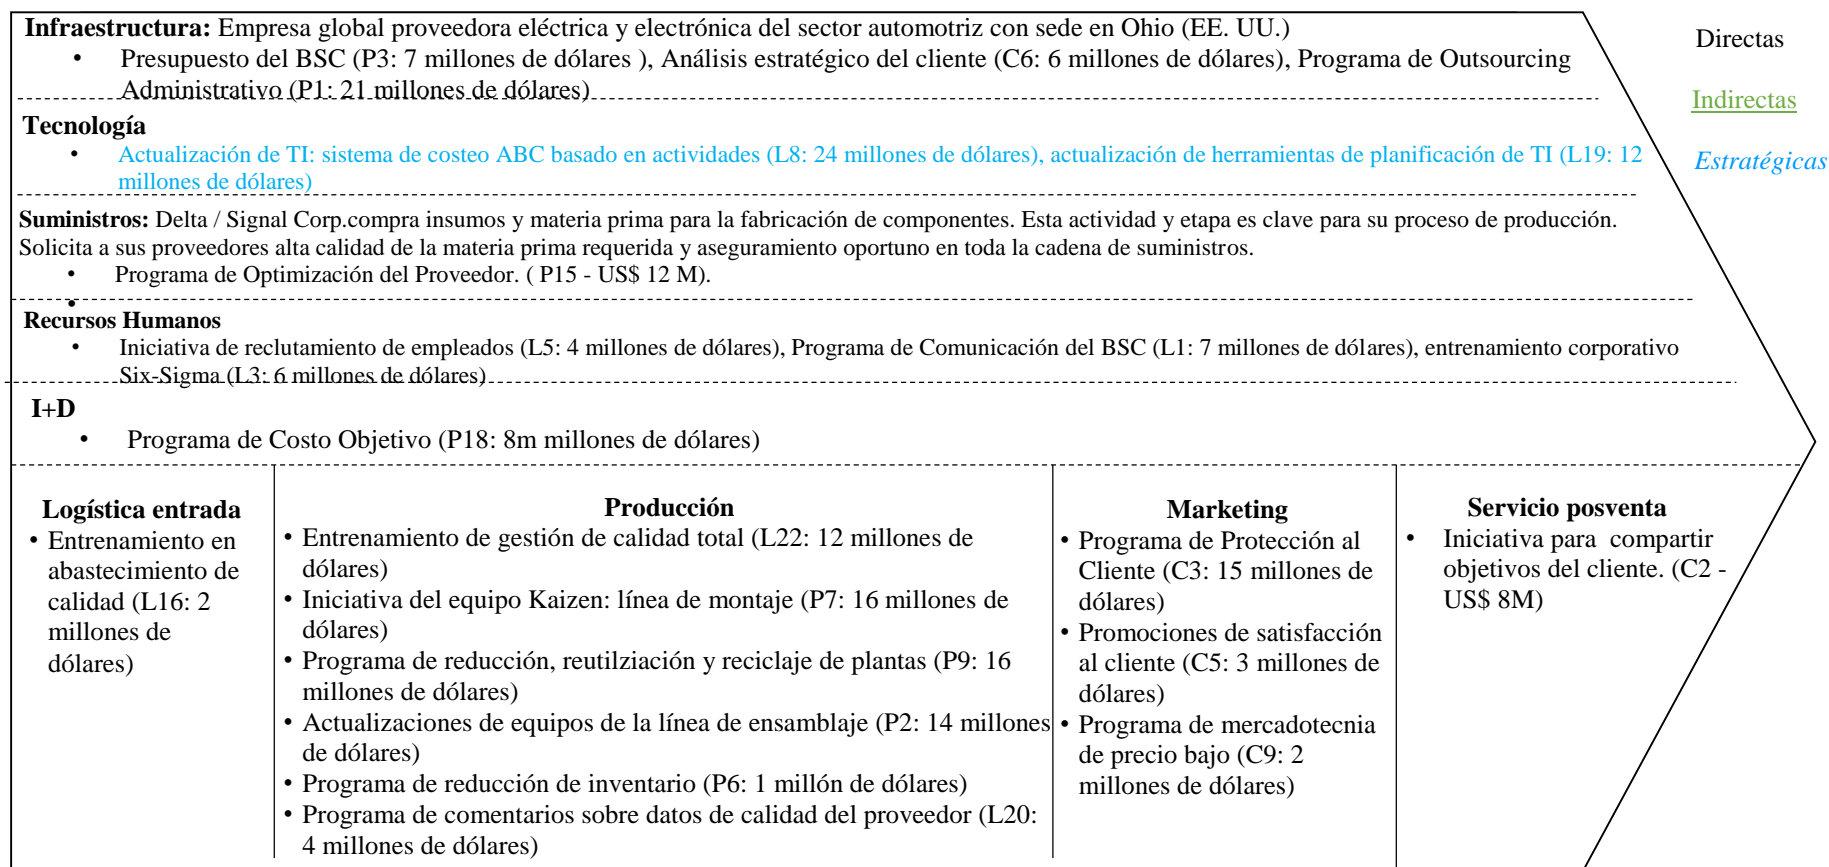 Infraestructura: Empresa global proveedora eléctrica y electrónica del sector automotriz con sede en Ohio (EE. UU.)
• Presupuesto del BSC (P3: 7 millones de dólares ), Análisis estratégico del cliente (C6: 6 millones de dólares), Programa de Outsourcing
Administrativo (P1: 21 millones de dólares)
Directas
Indirectas
Estratégicas
Tecnología
• Actualización de TI: sistema de costeo ABC basado en actividades (L8: 24 millones de dólares), actualización de herramientas de planificación de TI (L19: 12
millones de dólares)
Suministros: Delta / Signal Corp.compra insumos y materia prima para la fabricación de componentes. Esta actividad y etapa es clave para su proceso de producción.
Solicita a sus proveedores alta calidad de la materia prima requerida y aseguramiento oportuno en toda la cadena de suministros.
• Programa de Optimización del Proveedor. ( P15 - US$ 12 M).
•
Recursos Humanos
• Iniciativa de reclutamiento de empleados (L5: 4 millones de dólares), Programa de Comunicación del BSC (L1: 7 millones de dólares), entrenamiento corporativo
Six-Sigma (L3: 6 millones de dólares)
I+D
• Programa de Costo Objetivo (P18: 8m millones de dólares)
Logística entrada
• Entrenamiento en
abastecimiento de
calidad (L16: 2
millones de
dólares)
Producción
• Entrenamiento de gestión de calidad total (L22: 12 millones de
dólares)
• Iniciativa del equipo Kaizen: línea de montaje (P7: 16 millones de
dólares)
• Programa de reducción, reutilziación y reciclaje de plantas (P9: 16
millones de dólares)
• Actualizaciones de equipos de la línea de ensamblaje (P2: 14 millones
de dólares)
• Programa de reducción de inventario (P6: 1 millón de dólares)
• Programa de comentarios sobre datos de calidad del proveedor (L20:
4 millones de dólares)
Marketing
• Programa de Protección al
Cliente (C3: 15 millones de
dólares)
• Promociones de satisfacción
al cliente (C5: 3 millones de
dólares)
• Programa de mercadotecnia
de precio bajo (C9: 2
millones de dólares)
Servicio posventa
• Iniciativa para compartir
objetivos del cliente. (C2 -
US$ 8M)